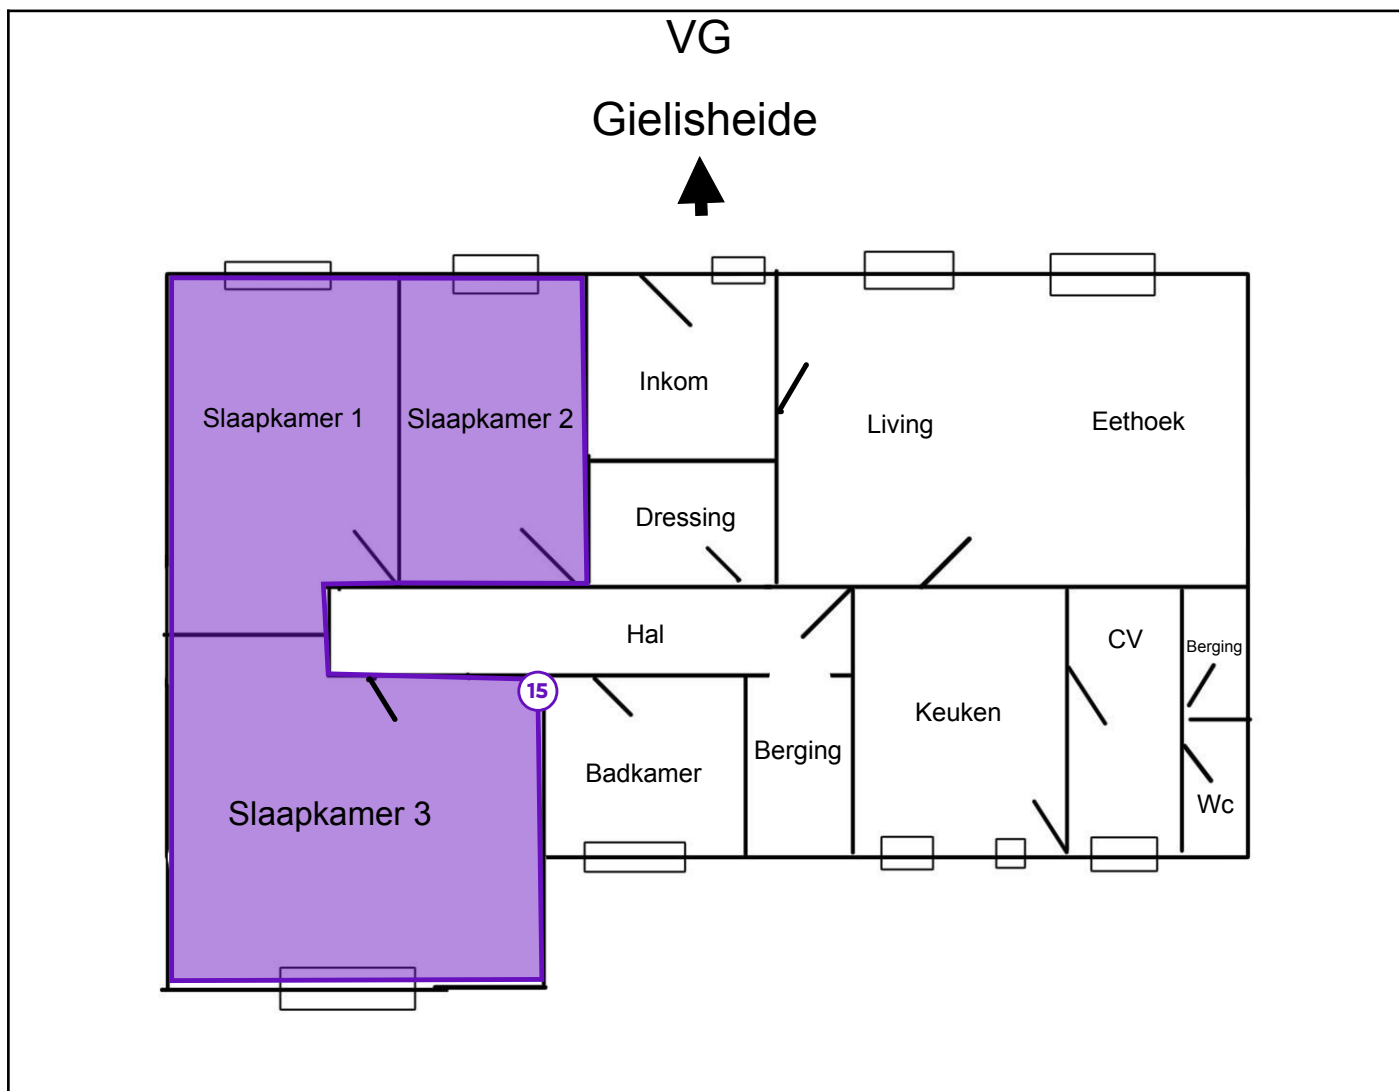 VG
Gielisheide
Inkom
Slaapkamer 1
Slaapkamer 2
Living
Eethoek
Dressing
Hal
CV
Berging
15
Keuken
Berging
Badkamer
Slaapkamer 3
Wc